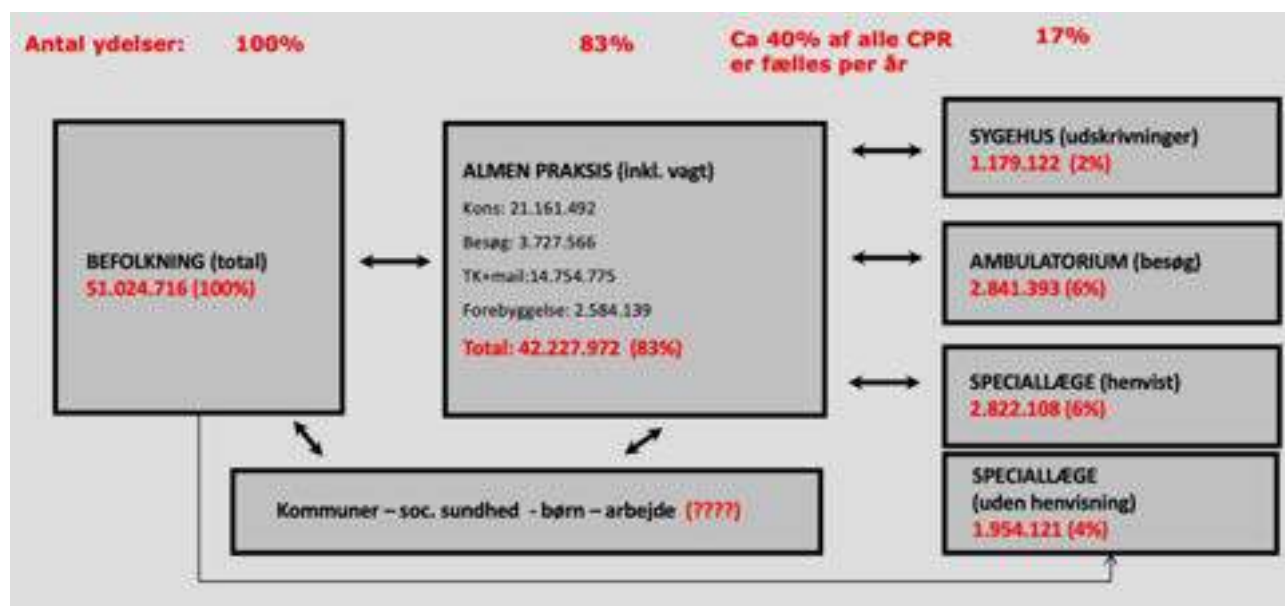 Antal ydelser: 100% 83% Ca 40% af alle CPR 17%
er fælles per år
BEFOLKNING (total)
51.024.716 (100%)
ALMEN PRAKSIS (inkl. vagt)
Kons: 21.161.492
Besøg: 3.727.566
TK+mail:14.754.775
Forebyggelse: 2.584.139
Total: 42.227.972 (83%)
SYGEHUS (udskrivninger)
1.179.122 (2%)
AMBULATORIUM (besøg)
2.841.393 (6%)
SPECIALLÆGE (henvist)
2.822.108 (6%)
SPECIALLÆGE
(uden henvisning)
1.954.121 (4%)
Kommuner – soc. sundhed - børn – arbejde (????)